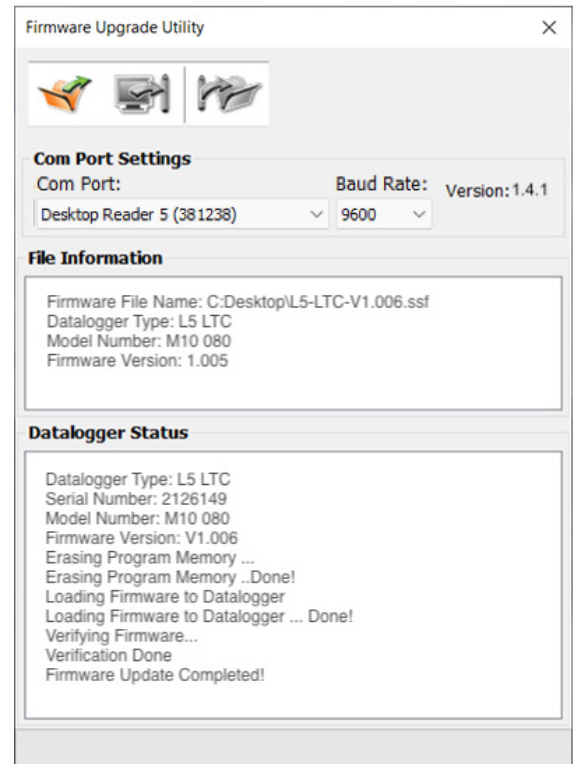 Firmware Upgrade Utility
Com Port Settings
Com Port:
Baud Rate:
Version: 1.4.1
Desktop Reader 5 (381238)
9600
File Information
Firmware File Name: C:Desktop\L5-LTC-V1.006.ssf
Datalogger Type: L5 LTC
Model Number: M10 080
Firmware Version: 1.005
Datalogger Status
Datalogger Type: L5 LTC
Serial Number: 2126149
Model Number: M10 080
Firmware Version: V1.006
Erasing Program Memory ...
Erasing Program Memory ..Done!
Loading Firmware to Datalogger
Loading Firmware to Datalogger ... Done!
Verifying Firmware...
Verification Done
Firmware Update Completed!